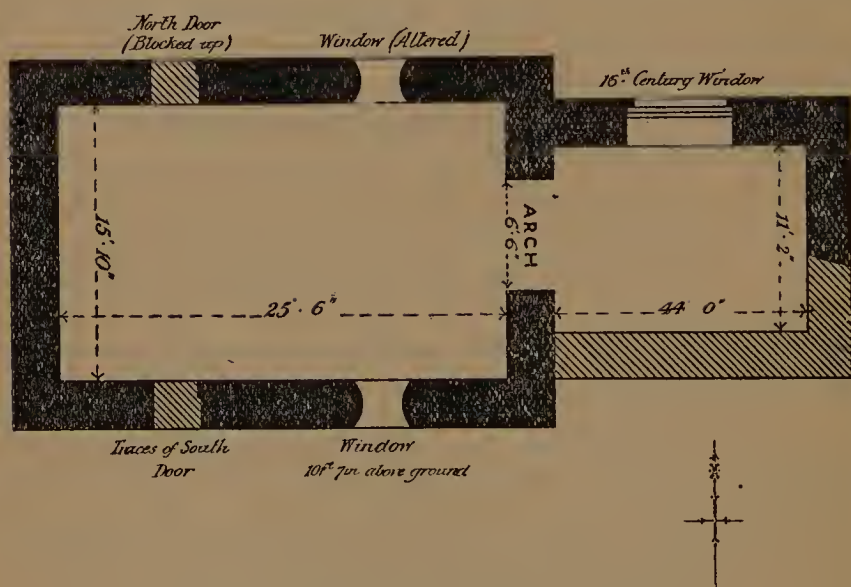 North Door
(Blocked up)
Window (Altered)
16th Century Window
15'·10"
ARCH
6'·6"
11'·2"
25'·6"
44' 0"
Traces of South
Door
Window
10ft 7in above ground